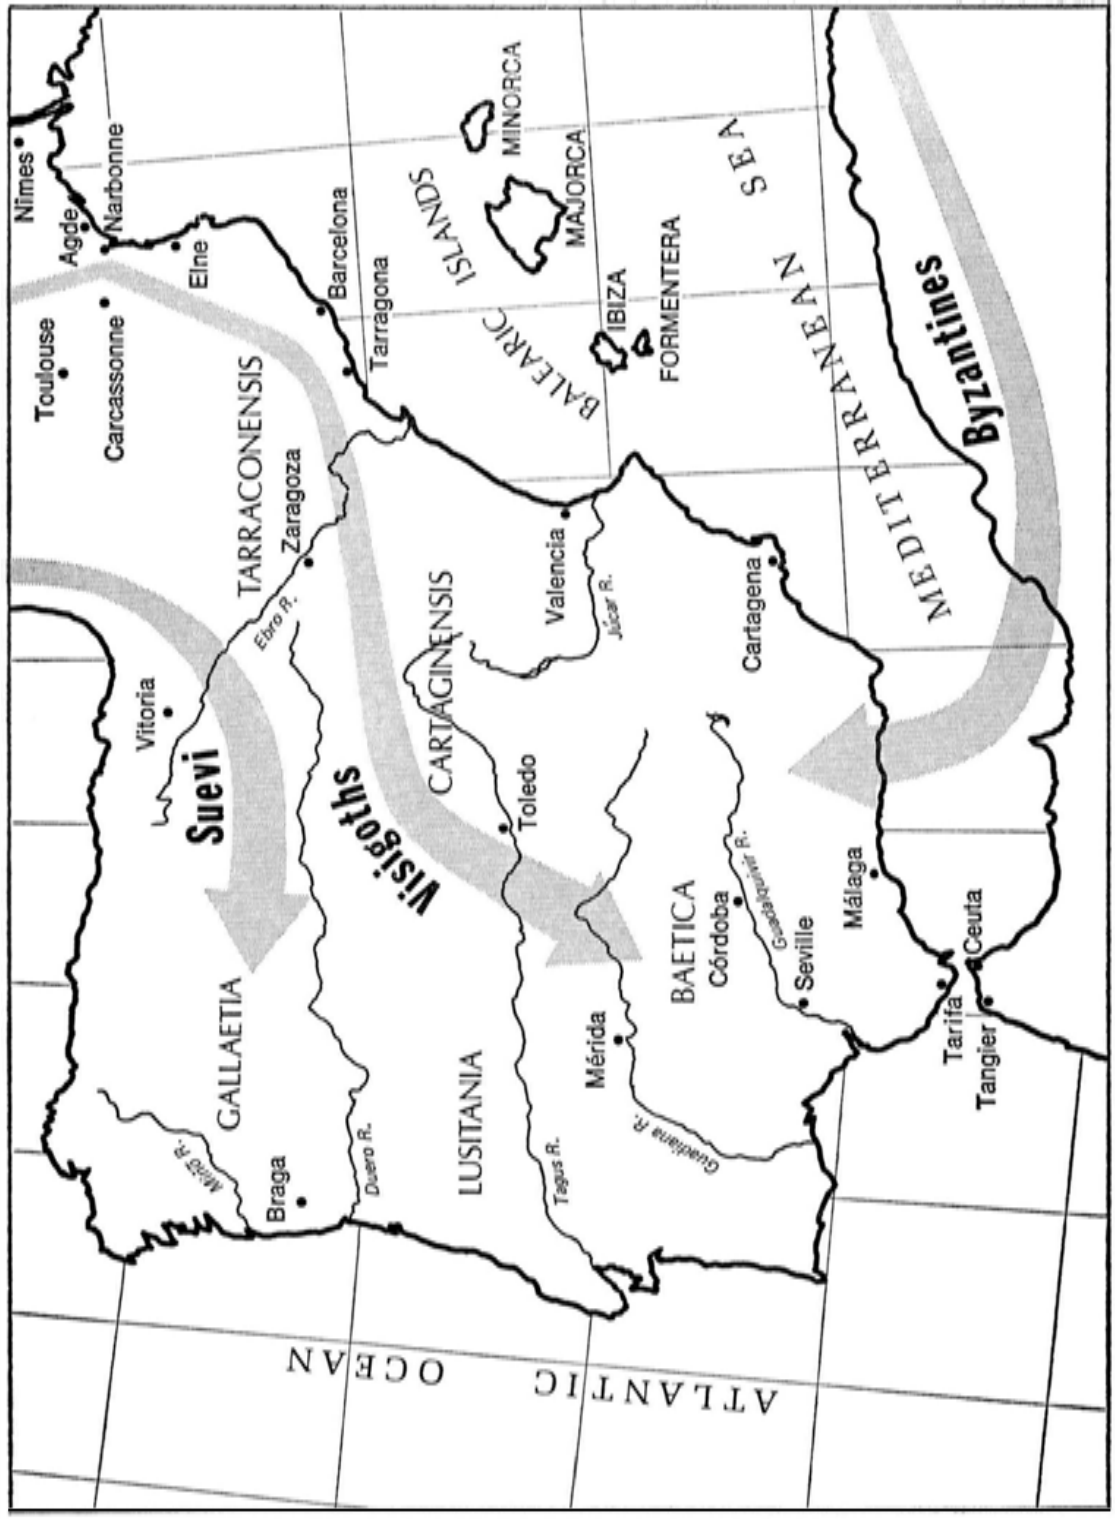 Nîmes
Agde
Narbonne
Toulouse
Carcassonne
Elne
TARRACONENSIS
Barcelona
Tarragona
Zaragoza
Ebro R.
Vitoria
Suevi
Visigoths
GALLAETIA
Miño R.
Braga
Duero R.
LUSITANIA
Tagus R.
CARTAGINENSIS
Toledo
Valencia
Júcar R.
Cartagena
Mérida
Guadiana R.
BAETICA
Córdoba
Guadalquivir R.
Seville
Málaga
Tarifa
Ceuta
Tangier
BALEARIC ISLANDS
MINORCA
MAJORCA
IBIZA
FORMENTERA
MEDITERRANEAN SEA
Byzantines
ATLANTIC OCEAN